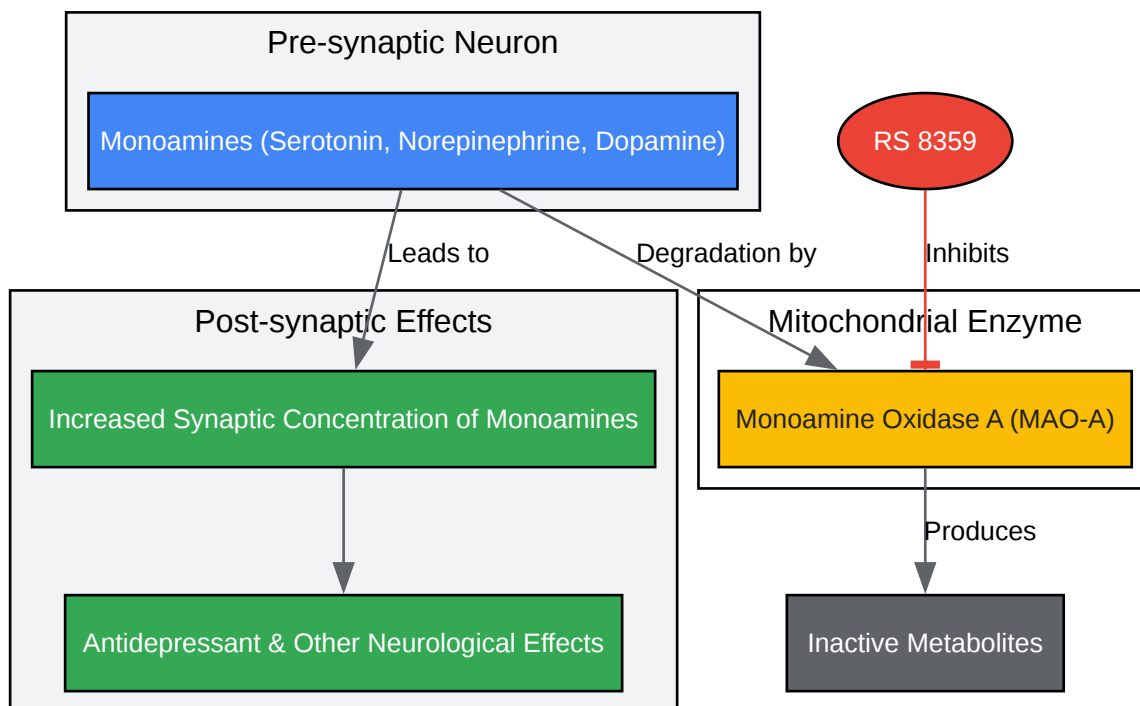 Pre-synaptic Neuron
Monoamines (Serotonin, Norepinephrine, Dopamine)
RS 8359
Leads to
Degradation by
Inhibits
Post-synaptic Effects
Mitochondrial Enzyme
Increased Synaptic Concentration of Monoamines
Monoamine Oxidase A (MAO-A)
Produces
Antidepressant & Other Neurological Effects
Inactive Metabolites